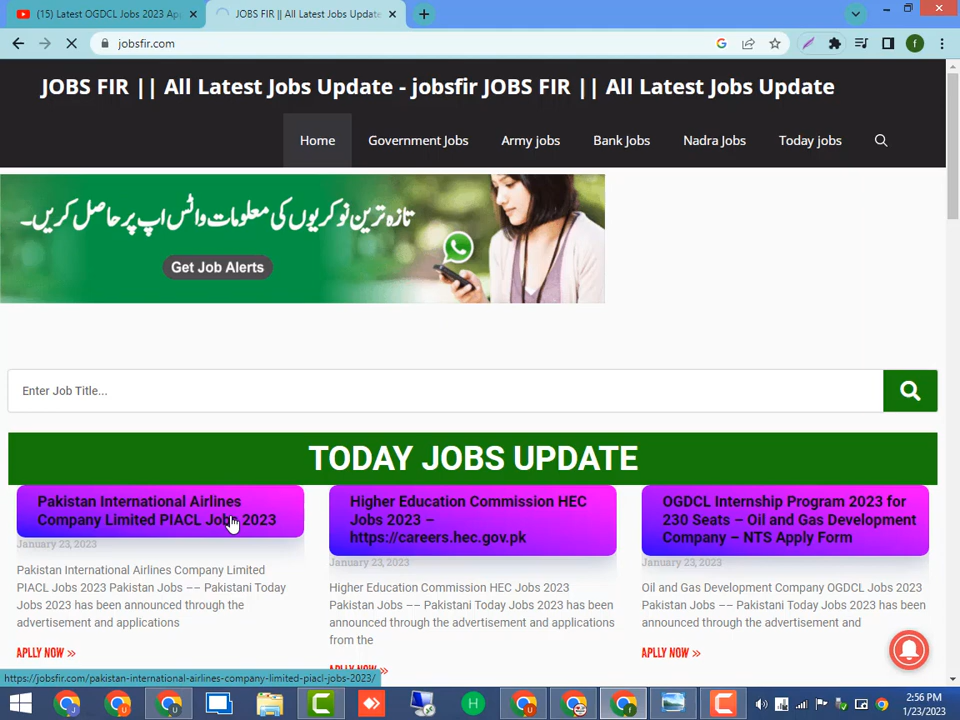 (15) Latest OGDCL Jobs 2023 Ap
JOBS FIR || All Latest Jobs Update
jobsfir.com
f
JOBS FIR || All Latest Jobs Update - jobsfir JOBS FIR || All Latest Jobs Update
Home Government Jobs Army jobs Bank Jobs Nadra Jobs Today jobs
تازہ ترین نوکریوں کی معلومات واٹس اپ پر حاصل کریں۔
Get Job Alerts
Enter Job Title...
TODAY JOBS UPDATE
Pakistan International Airlines
Company Limited PIACL Jobs 2023
January 23, 2023
Pakistan International Airlines Company Limited
PIACL Jobs 2023 Pakistan Jobs –– Pakistani Today
Jobs 2023 has been announced through the
advertisement and applications
APLLY NOW »
Higher Education Commission HEC
Jobs 2023 –
https://careers.hec.gov.pk
January 23, 2023
Higher Education Commission HEC Jobs 2023
Pakistan Jobs –– Pakistani Today Jobs 2023 has been
announced through the advertisement and applications
from the
APLLY NOW »
OGDCL Internship Program 2023 for
230 Seats – Oil and Gas Development
Company – NTS Apply Form
January 23, 2023
Oil and Gas Development Company OGDCL Jobs 2023
Pakistan Jobs –– Pakistani Today Jobs 2023 has been
announced through the advertisement and
APLLY NOW »
https://jobsfir.com/pakistan-international-airlines-company-limited-piacl-jobs-2023/
2:56 PM
1/23/2023